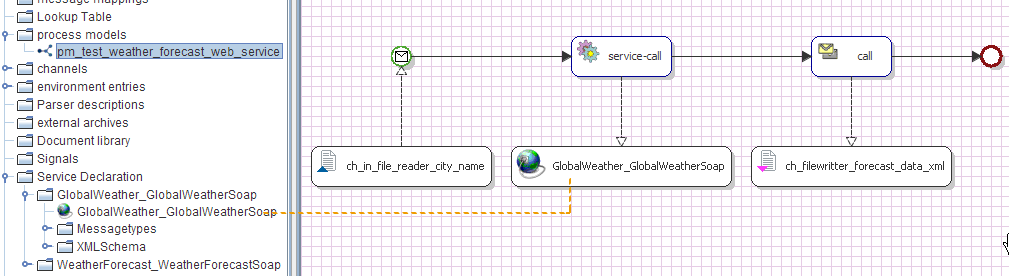 message mappings
Lookup Table
process models
pm_test_weather_forecast_web_service
channels
environment entries
Parser descriptions
external archives
Document library
Signals
Service Declaration
GlobalWeather_GlobalWeatherSoap
GlobalWeather_GlobalWeatherSoap
Messagetypes
XMLSchema
WeatherForecast_WeatherForecastSoap
service-call
call
ch_in_file_reader_city_name
GlobalWeather_GlobalWeatherSoap
ch_filewritter_forecast_data_xml